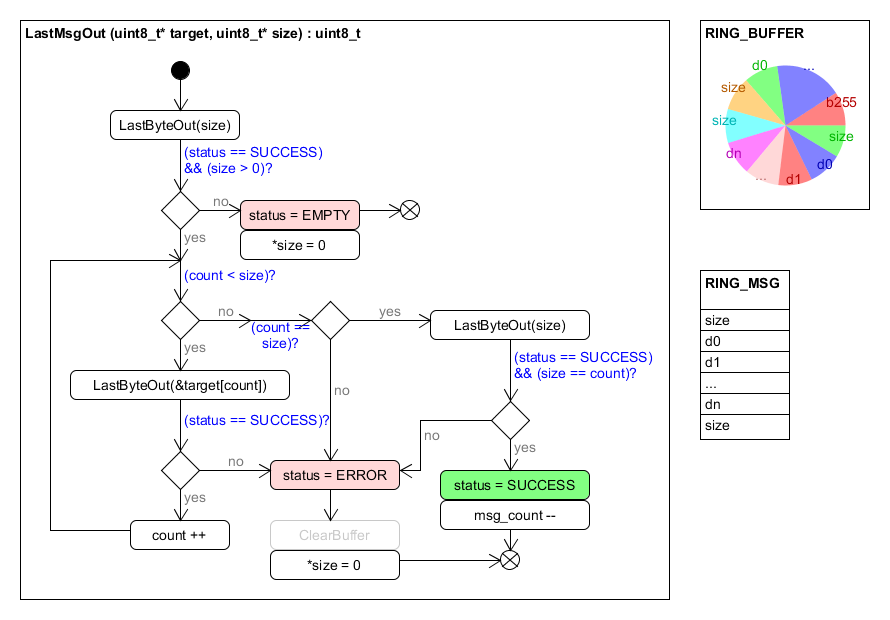 LastMsgOut (uint8_t* target, uint8_t* size) : uint8_t
LastByteOut(size)
(status == SUCCESS)
&& (size > 0)?
no
status = EMPTY
*size = 0
yes
(count < size)?
no
(count ==
size)?
yes
LastByteOut(size)
yes
(status == SUCCESS)
&& (size == count)?
LastByteOut(&target[count])
no
(status == SUCCESS)?
no
yes
no
status = ERROR
status = SUCCESS
yes
msg_count --
count ++
ClearBuffer
*size = 0
RING_BUFFER
d0
...
size
b255
size
size
dn
d0
...
d1
RING_MSG
size
d0
d1
...
dn
size